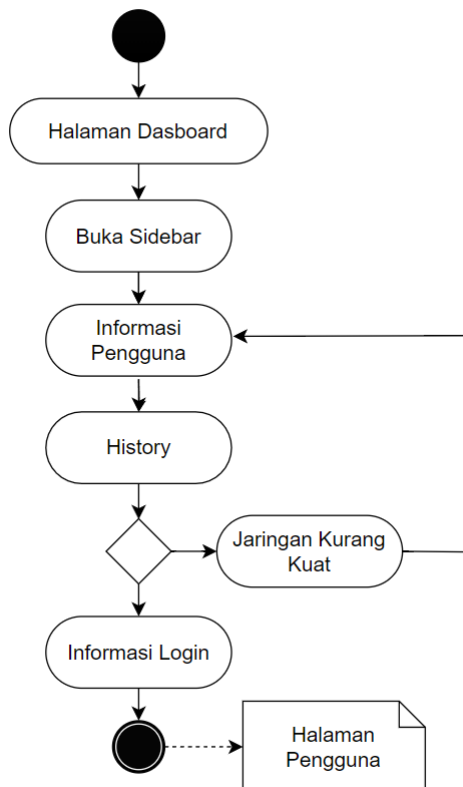 Halaman Dasboard
Buka Sidebar
Informasi
Pengguna
History
Jaringan Kurang
Kuat
Informasi Login
Halaman
Pengguna